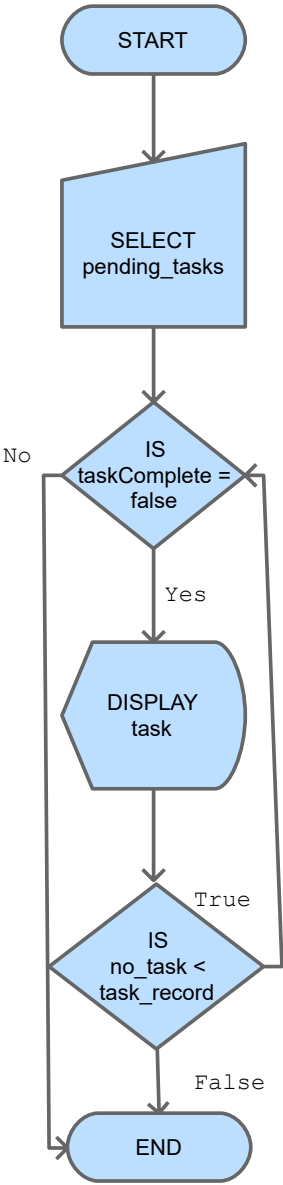 START
SELECT
pending_tasks
IS
taskComplete =
false
No
Yes
DISPLAY
task
True
IS
no_task <
task_record
False
END